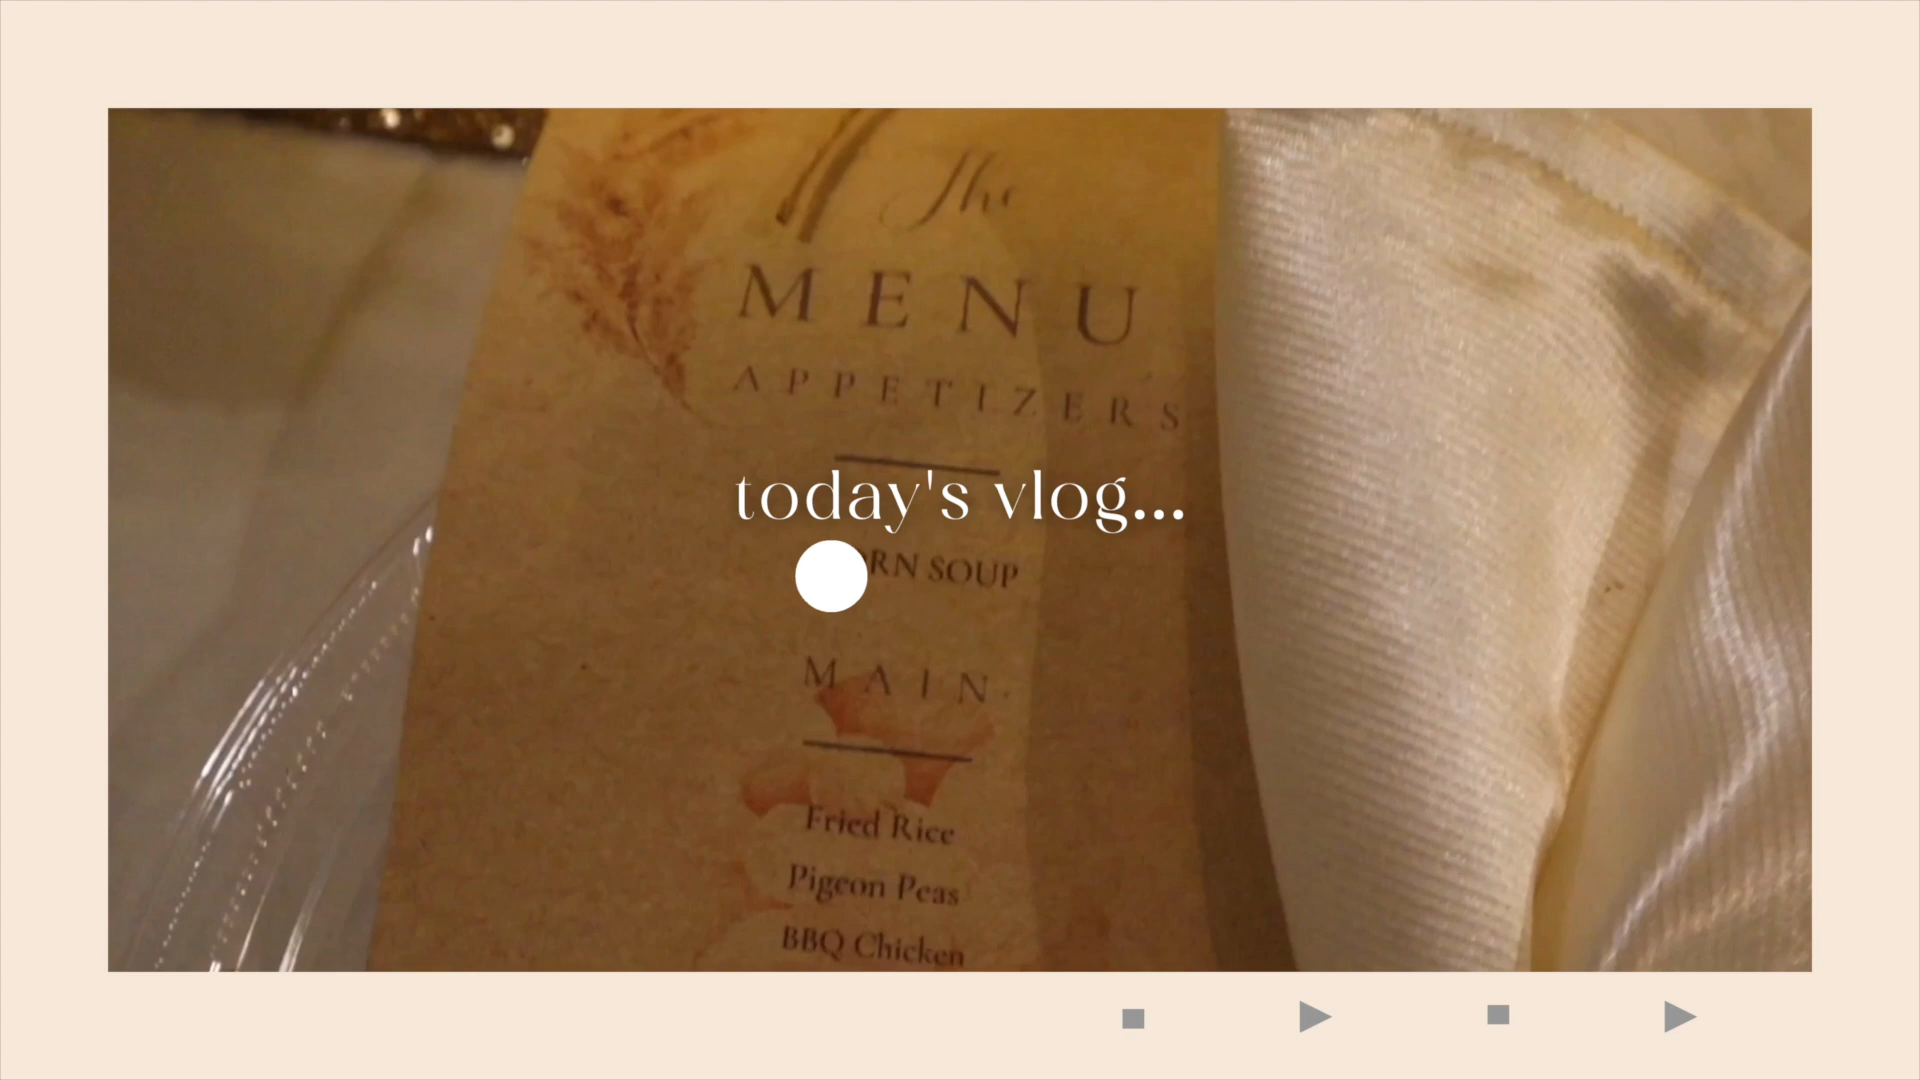 The
MENU
APPETIZERS
today's vlog...
RN SOUP
MAIN
Fried Rice
Pigeon Peas
BBQ Chicken